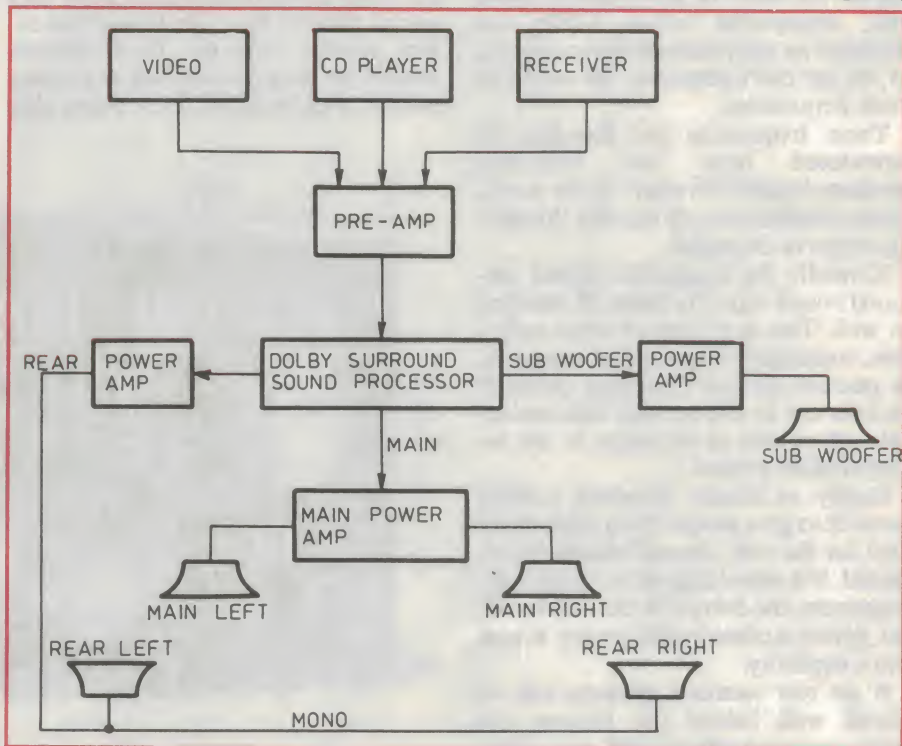 VIDEO
CD PLAYER
RECEIVER
PRE-AMP
REAR
POWER
AMP
DOLBY SURROUND
SOUND PROCESSOR
SUB WOOFER
POWER
AMP
SUB WOOFER
MAIN
MAIN POWER
AMP
MAIN LEFT
MAIN RIGHT
REAR LEFT
REAR RIGHT
MONO